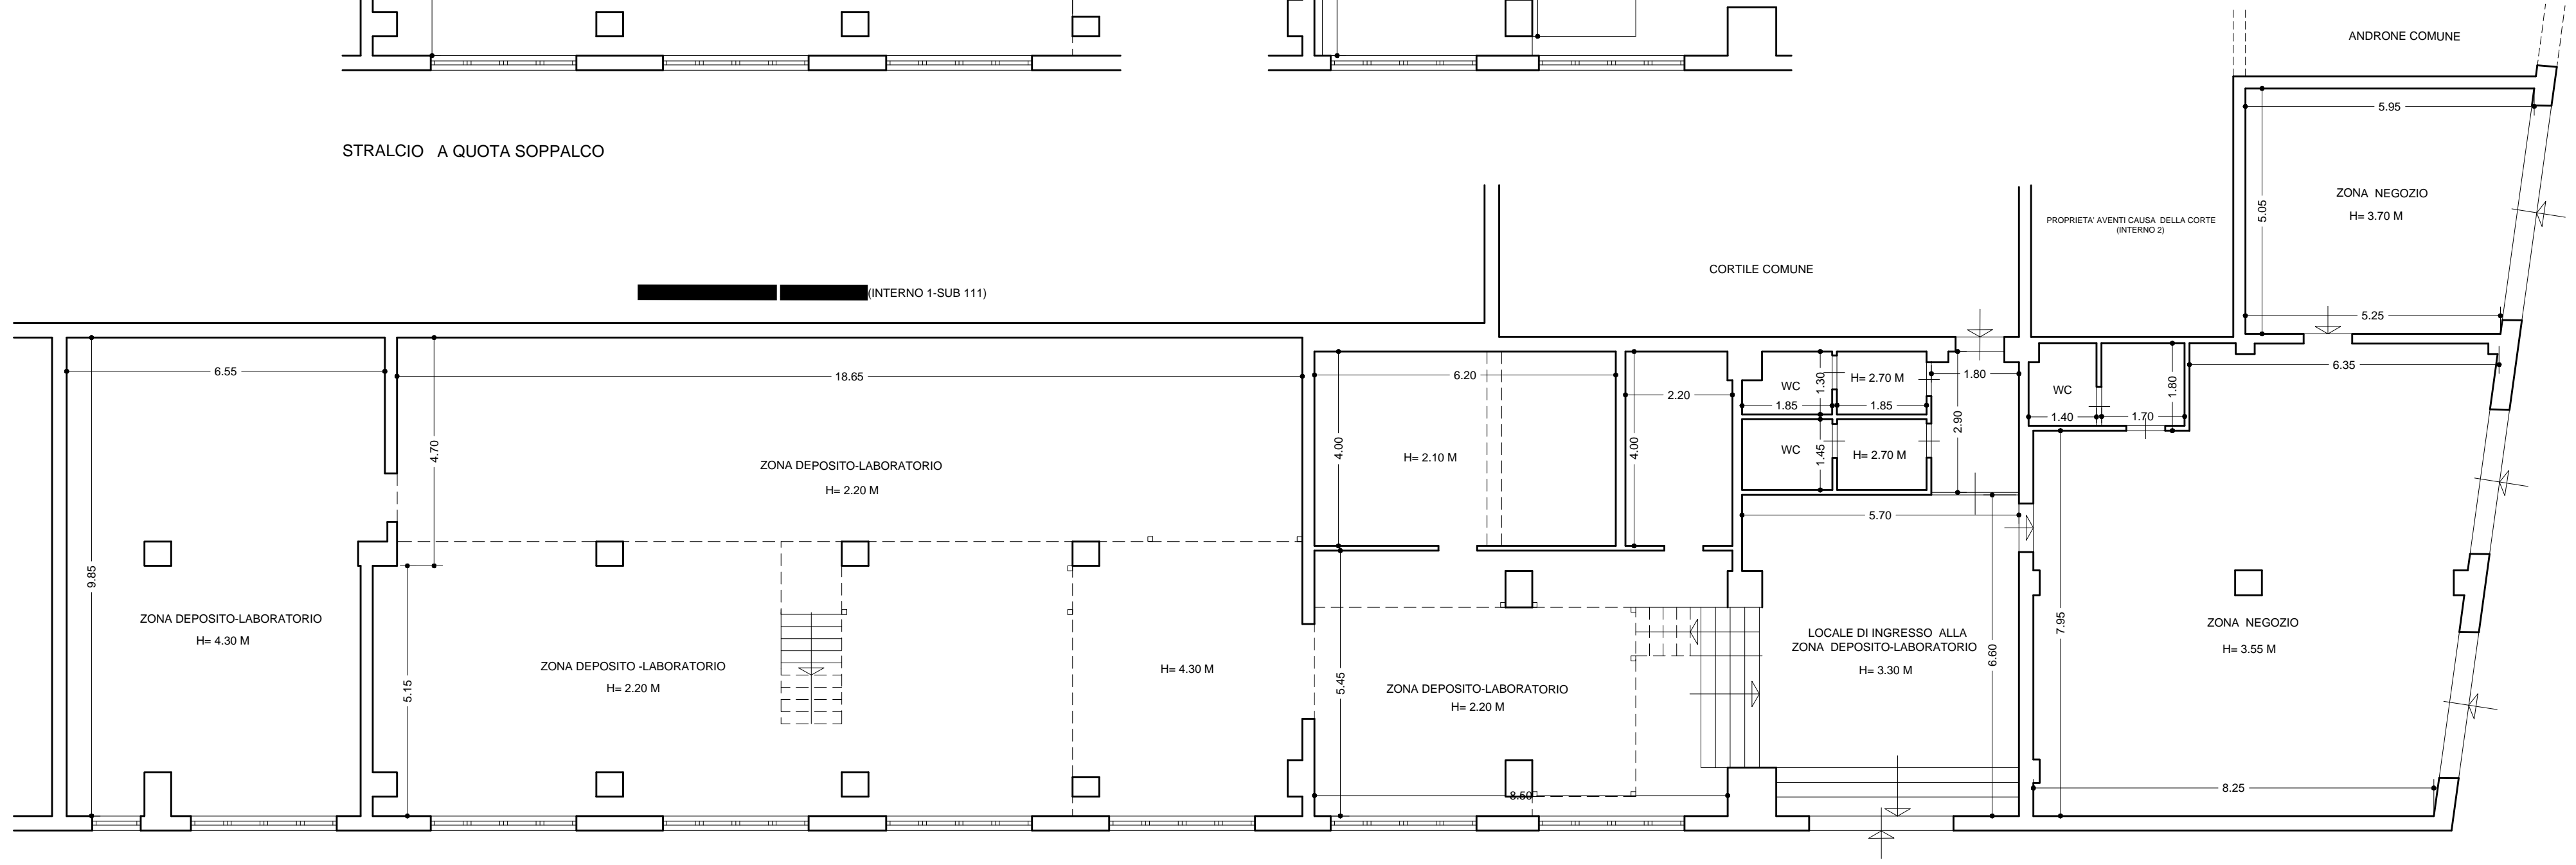 ANDRONE COMUNE
5.95
STRALCIO A QUOTA SOPPALCO
ZONA NEGOZIO
H= 3.70 M
5.05
PROPRIETA' AVENTI CAUSA DELLA CORTE
(INTERNO 2)
CORTILE COMUNE
(INTERNO 1-SUB 111)
5.25
6.55
18.65
6.20
2.20
WC
1.30
H= 2.70 M
1.80
1.85
1.85
WC
1.40
1.70
1.80
6.35
4.70
4.00
H= 2.10 M
4.00
WC
1.45
H= 2.70 M
2.90
ZONA DEPOSITO-LABORATORIO
H= 2.20 M
5.70
9.85
ZONA DEPOSITO-LABORATORIO
H= 4.30 M
ZONA DEPOSITO -LABORATORIO
H= 2.20 M
5.15
H= 4.30 M
5.45
ZONA DEPOSITO-LABORATORIO
H= 2.20 M
8.50
LOCALE DI INGRESSO ALLA
ZONA DEPOSITO-LABORATORIO
H= 3.30 M
6.60
7.95
ZONA NEGOZIO
H= 3.55 M
8.25